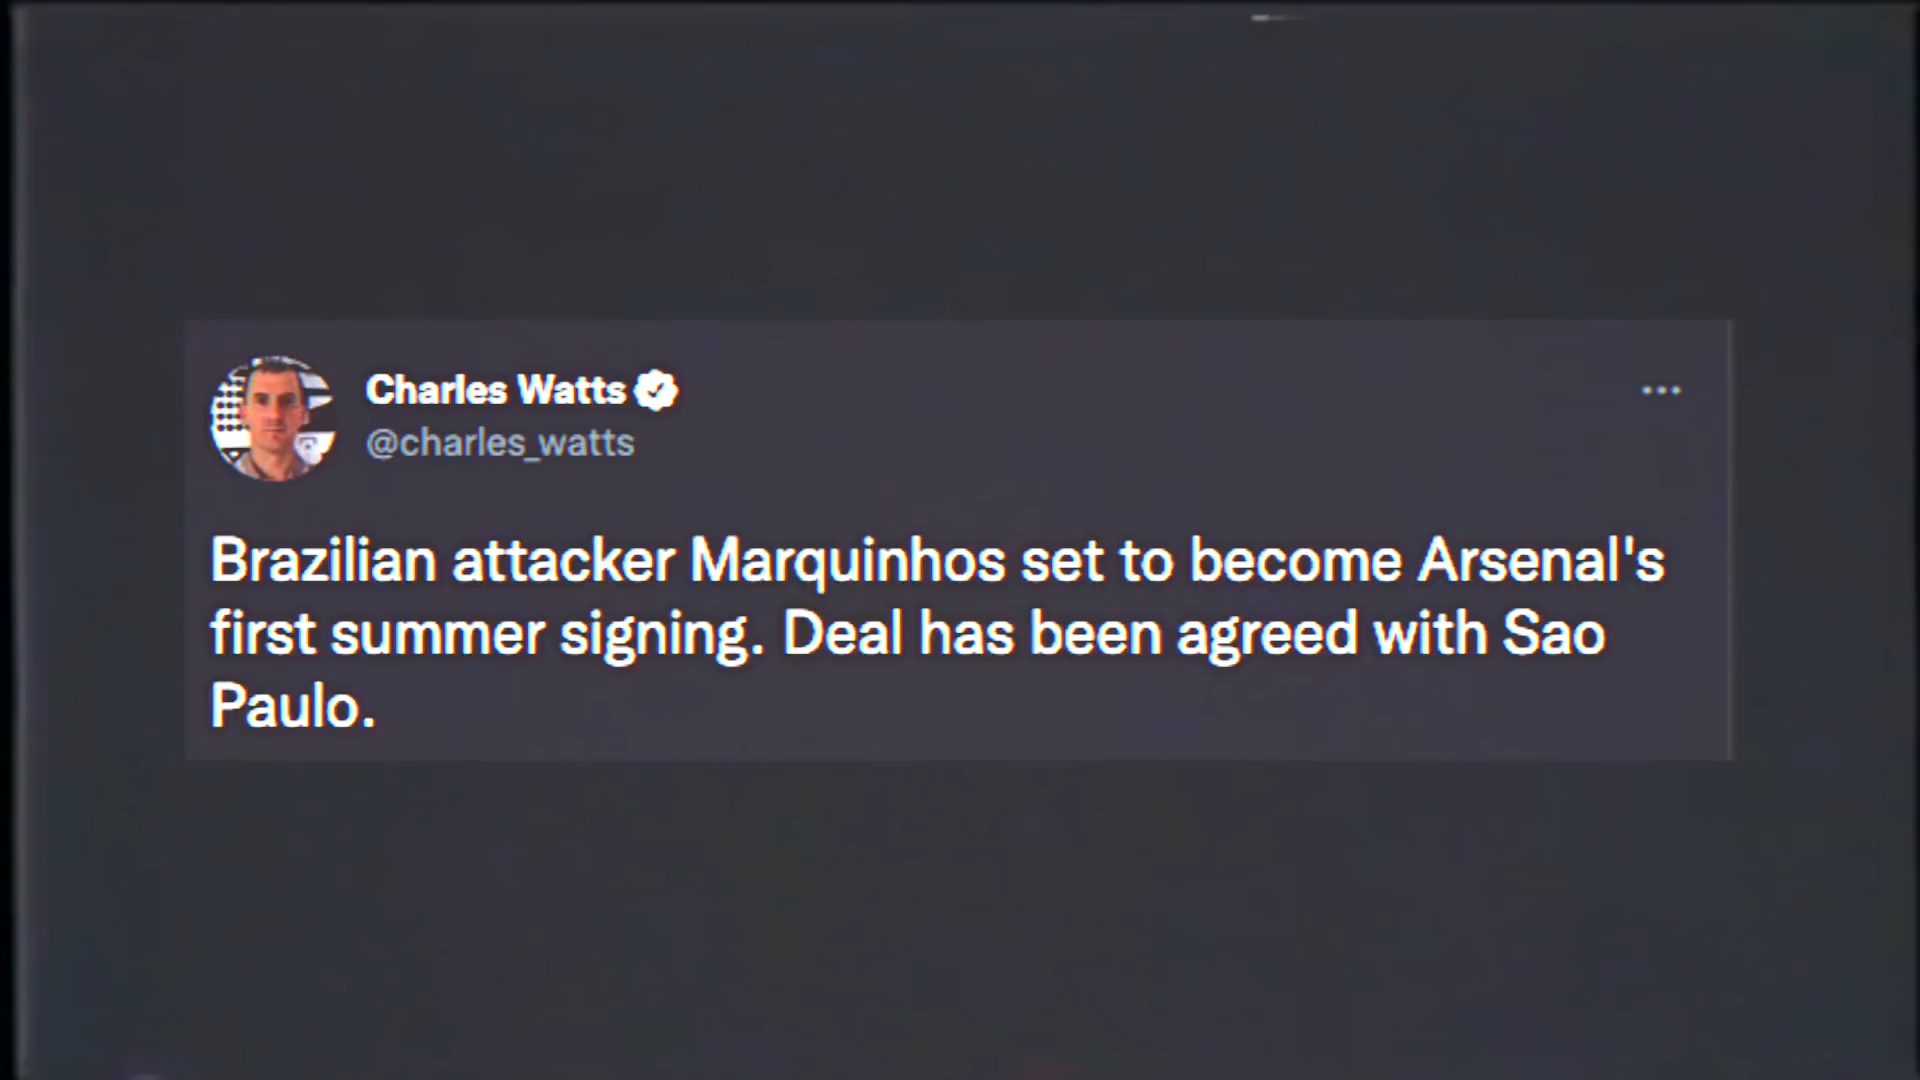 Charles Watts
@charles_watts
Brazilian attacker Marquinhos set to become Arsenal's
first summer signing. Deal has been agreed with Sao
Paulo.